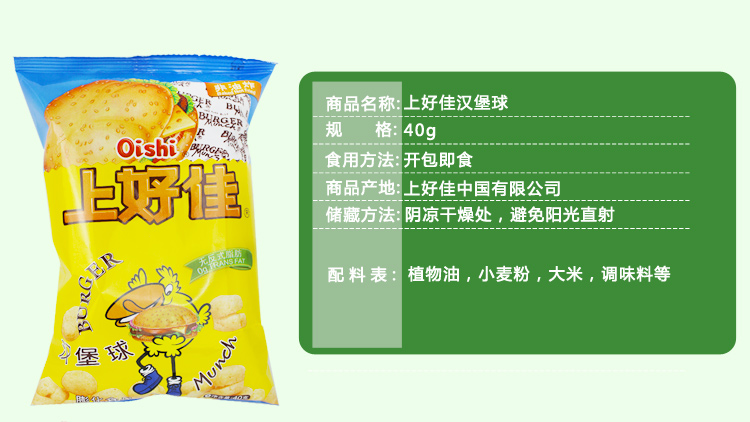 Oishi
上好佳
®
BURGER
无反式脂肪
0g TRANS FAT
BURGER
汉堡球
Munch
商品名称:上好佳汉堡球
规 格:40g
食用方法:开包即食
商品产地:上好佳中国有限公司
储藏方法:阴凉干燥处，避免阳光直射
配料表：植物油，小麦粉，大米，调味料等